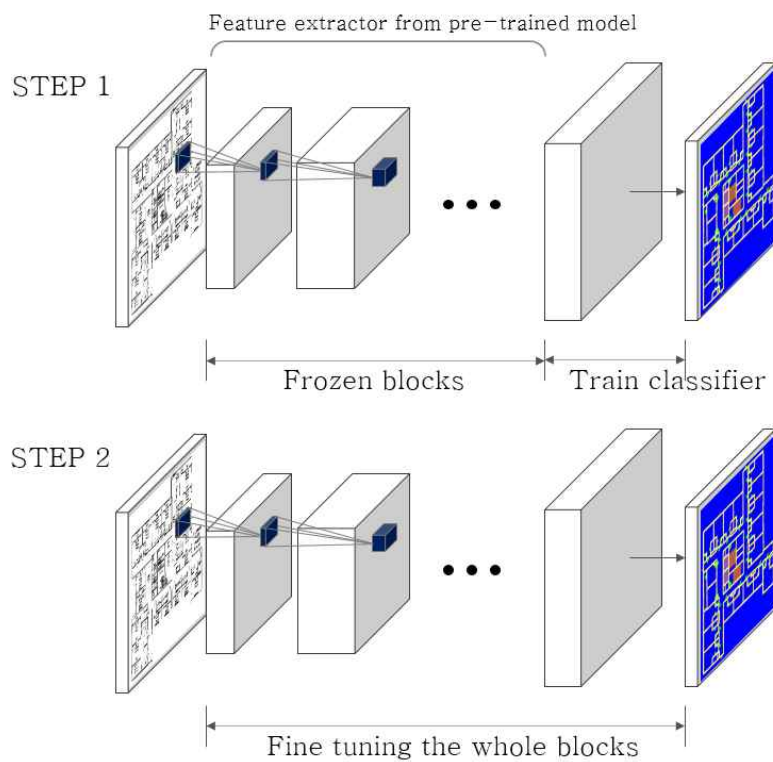 Feature extractor from pre-trained model
STEP 1
Frozen blocks
Train classifier
STEP 2
Fine tuning the whole blocks